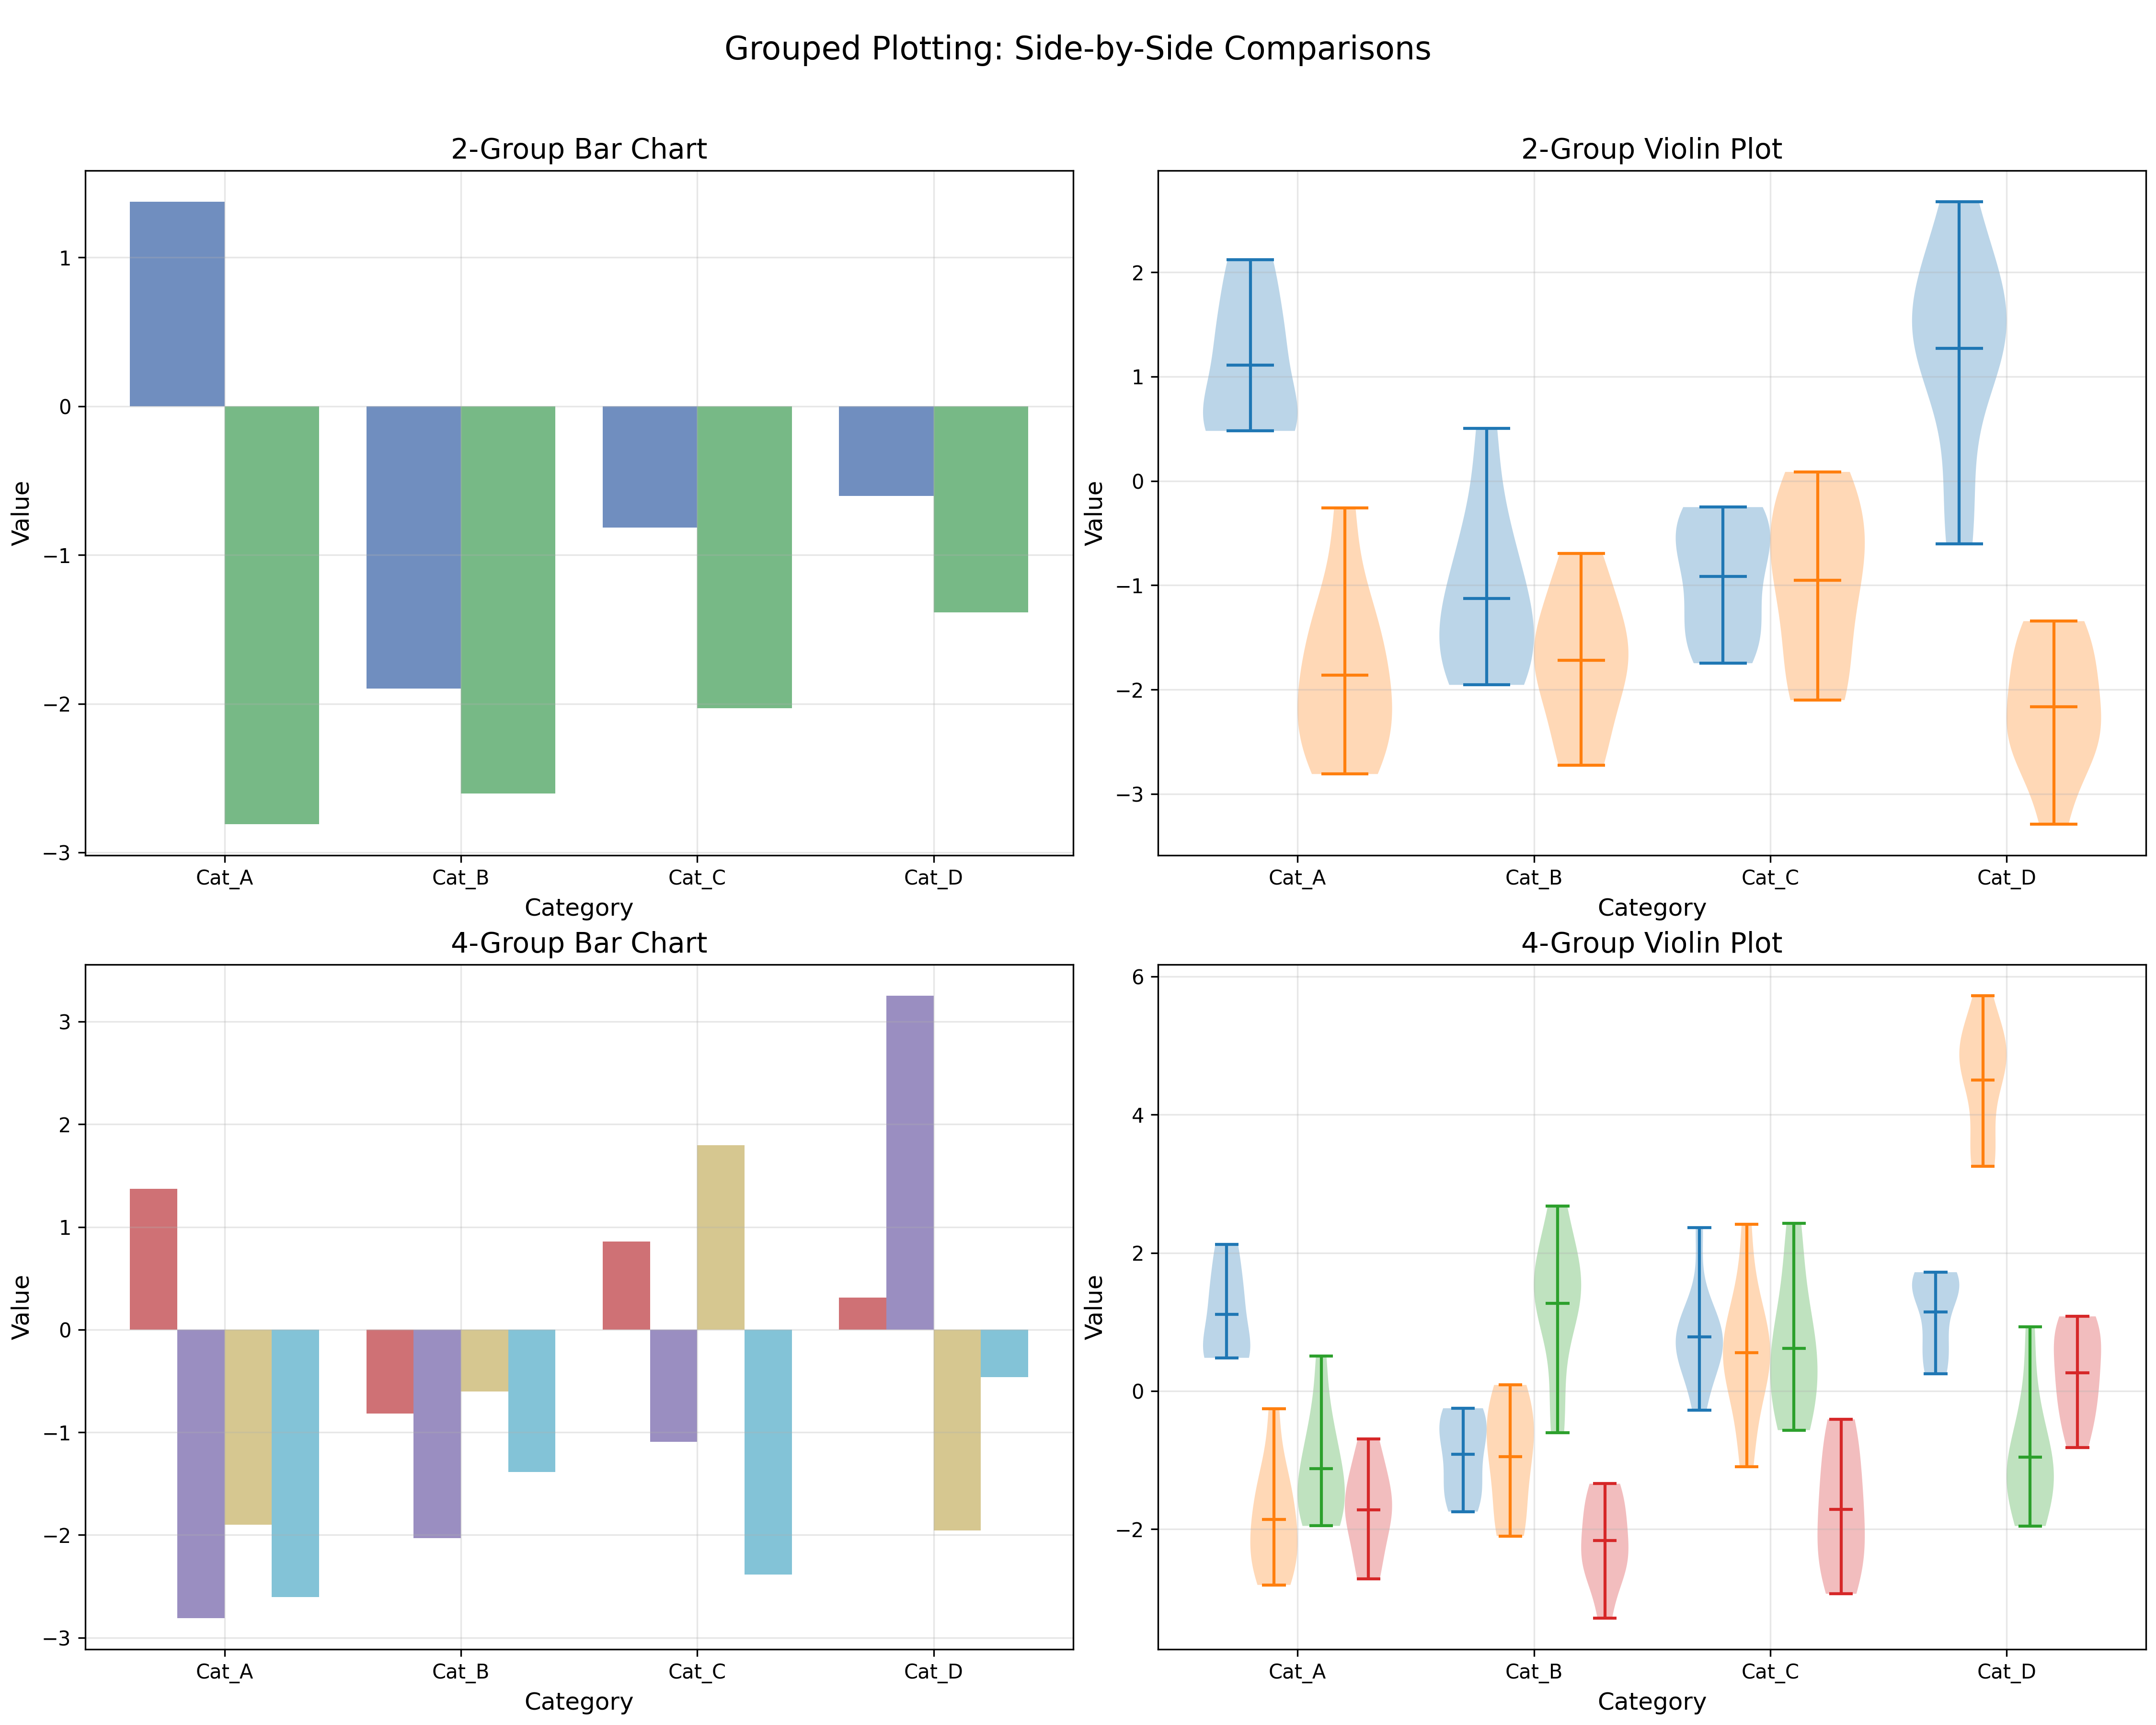 Grouped Plotting: Side-by-Side Comparisons
2-Group Bar Chart
1
0
−1
−2
−3
Value
Cat_A Cat_B Cat_C Cat_D
Category
2-Group Violin Plot
2
1
0
−1
−2
−3
Value
Cat_A Cat_B Cat_C Cat_D
Category
4-Group Bar Chart
3
2
1
0
−1
−2
−3
Value
Cat_A Cat_B Cat_C Cat_D
Category
4-Group Violin Plot
6
4
2
0
−2
Value
Cat_A Cat_B Cat_C Cat_D
Category